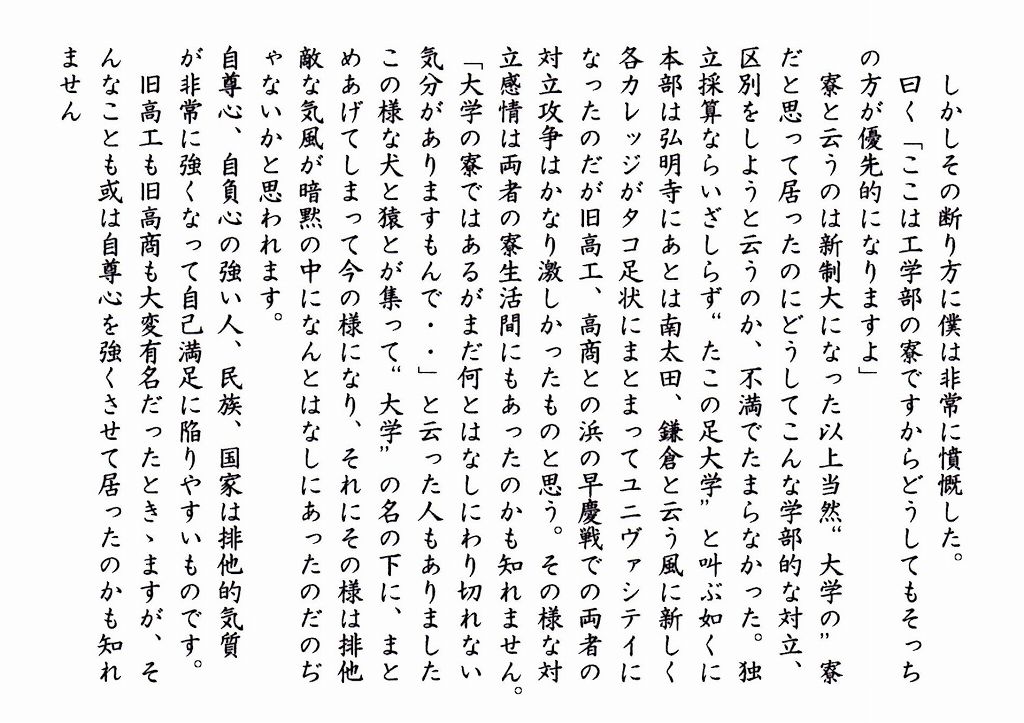 しかしその断り方に僕は非常に憤慨した。
曰く「ここは工学部の寮ですからどうしてもそっち
の方が優先的になりますよ」
寮と云うのは新制大になった以上当然“大学の”寮
だと思って居ったのにどうしてこんな学部的な対立、
区別をしようと云うのか、不満でたまらなかった。独
立採算ならいざしらず“たこの足大学”と叫ぶ如くに
本部は弘明寺にあとは南太田、鎌倉と云う風に新しく
各カレッジがタコ足状にまとまってユニヴァシテイに
なったのだが旧高工、高商との浜の早慶戦での両者の
対立攻争はかなり激しかったものと思う。その様な対
立感情は両者の寮生活間にもあったのかも知れません。
「大学の寮ではあるがまだ何とはなしにわり切れない
気分がありますもんで・・」と云った人もありました
この様な犬と猿とが集って“大学”の名の下に、まと
めあげてしまって今の様になり、それにその様は排他
敵な気風が暗黙の中になんとはなしにあったのだのぢ
ゃないかと思われます。
自尊心、自負心の強い人、民族、国家は排他的気質
が非常に強くなって自己満足に陥りやすいものです。
旧高工も旧高商も大変有名だったときゝますが、そ
んなことも或は自尊心を強くさせて居ったのかも知れ
ません